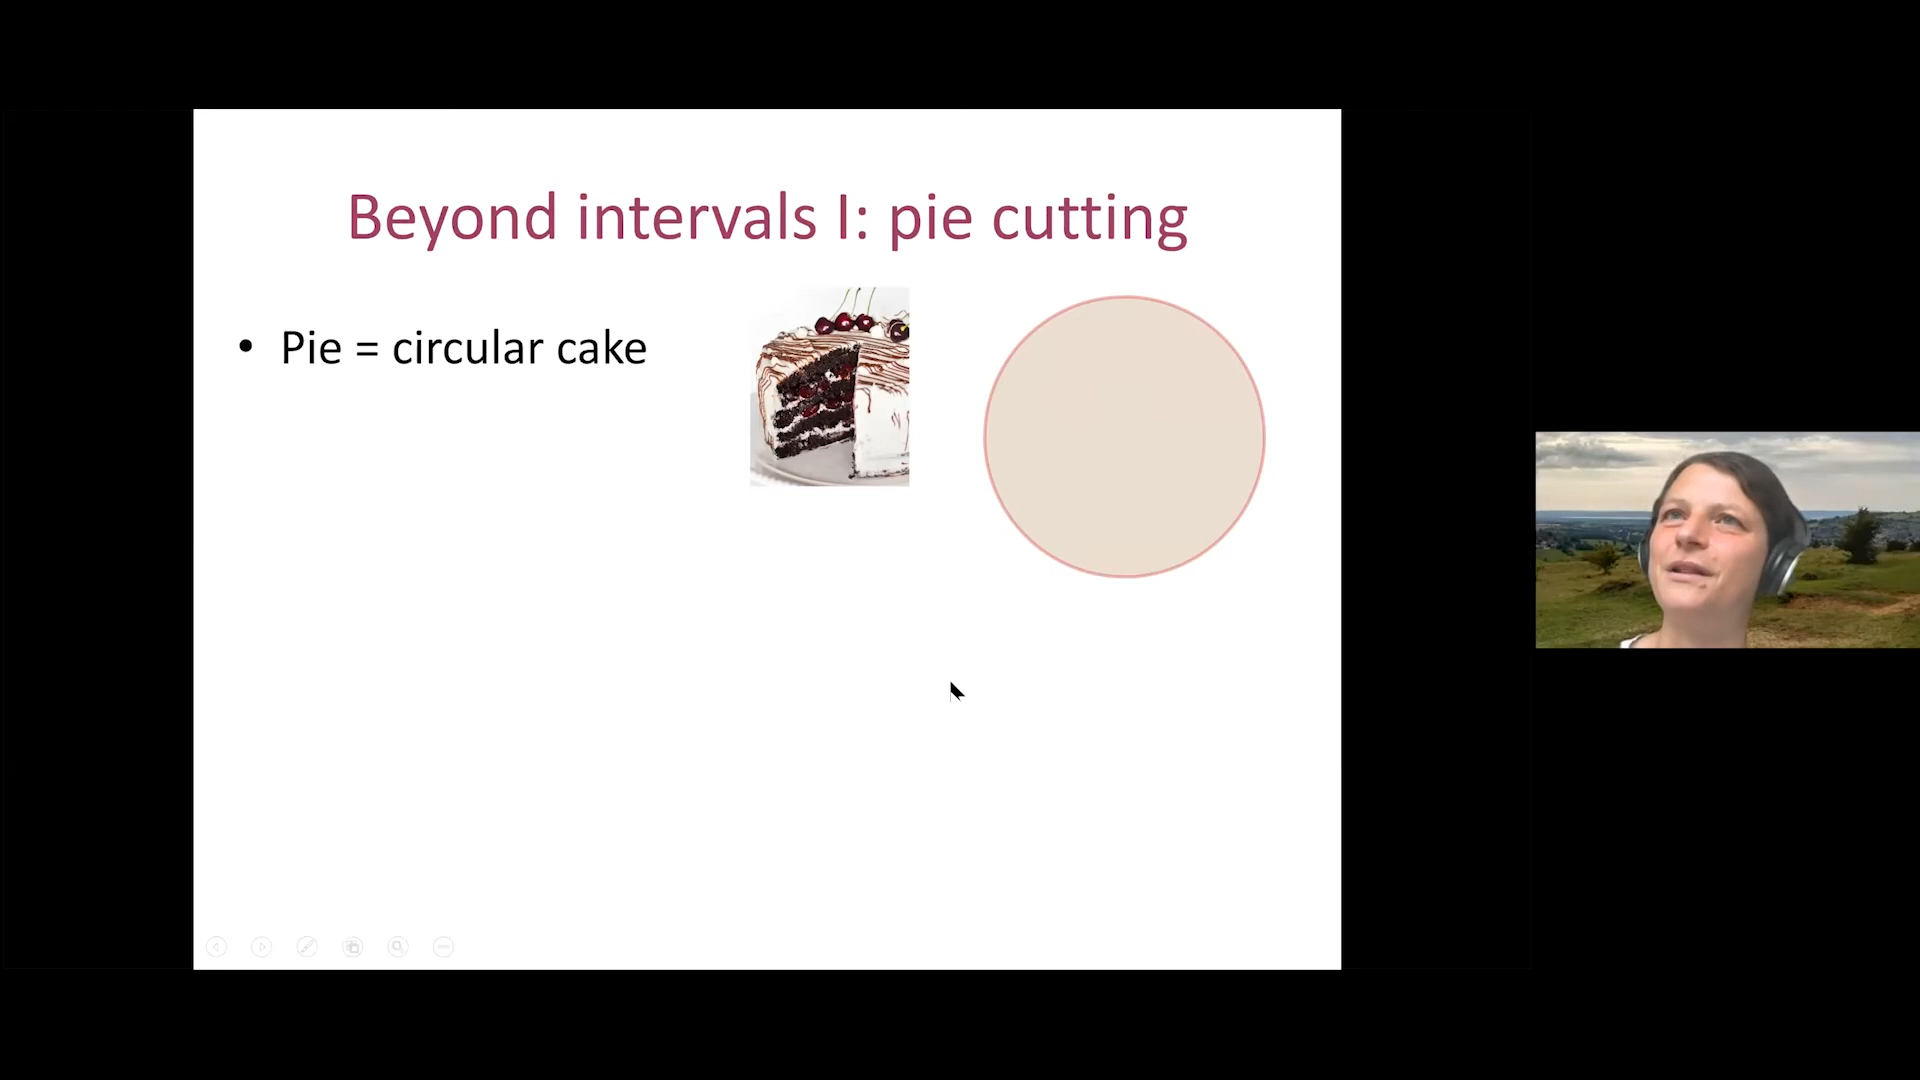 Beyond intervals I: pie cutting
• Pie = circular cake